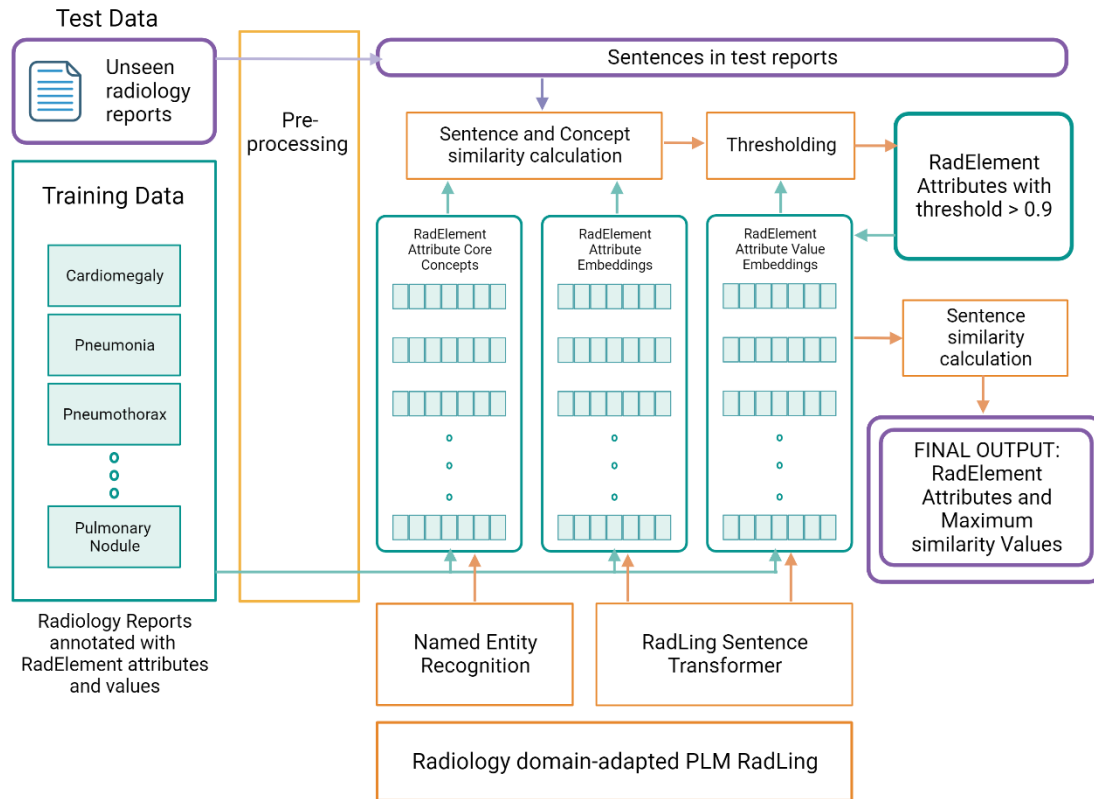 Test Data
Unseen
radiology
reports
Pre-
processing
Sentences in test reports
Sentence and Concept
similarity calculation
Thresholding
RadElement
Attributes with
threshold > 0.9
Training Data
Cardiomegaly
Pneumonia
Pneumothorax
Pulmonary
Nodule
Radiology Reports
annotated with
RadElement attributes
and values
RadElement
Attribute Core
Concepts
RadElement
Attribute
Embeddings
RadElement
Attribute Value
Embeddings
Sentence
similarity
calculation
FINAL OUTPUT:
RadElement
Attributes and
Maximum
similarity Values
Named Entity
Recognition
RadLing Sentence
Transformer
Radiology domain-adapted PLM RadLing